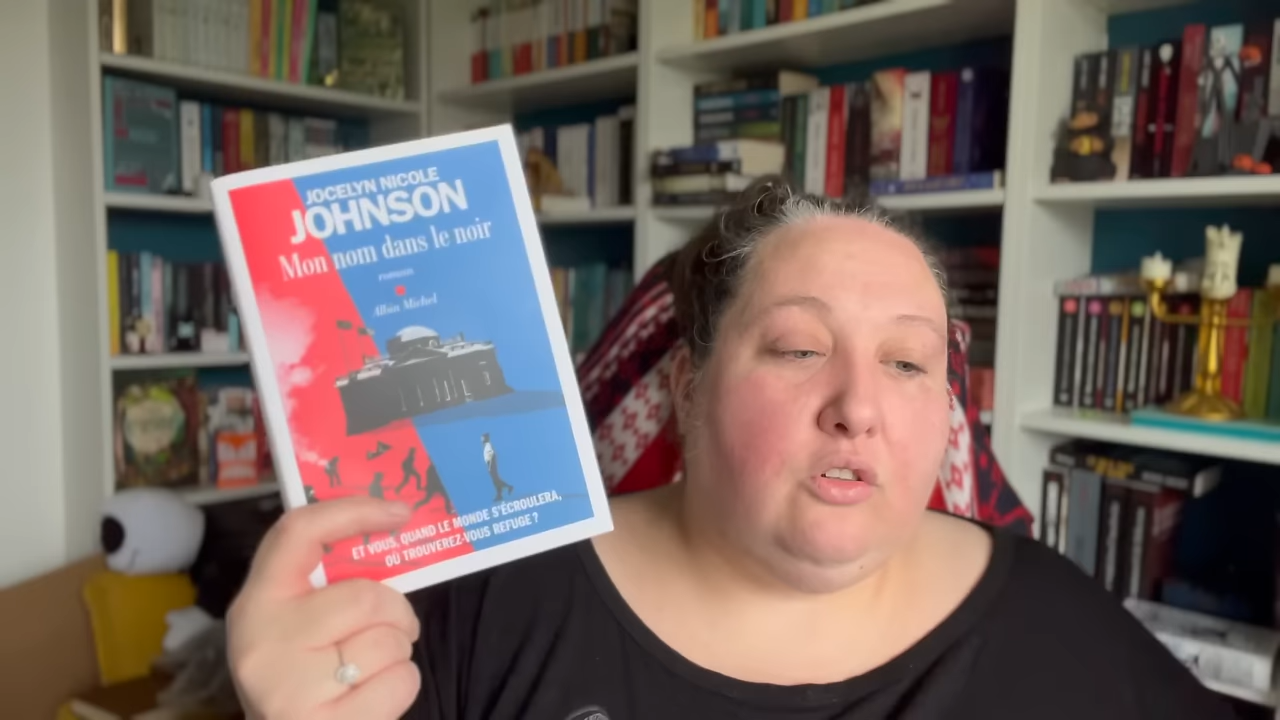 JOCELYN NICOLE
JOHNSON
Mon nom dans le noir
roman
Albin Michel
ET VOUS, QUAND LE MONDE S'ÉCROULERA,
OÙ TROUVEREZ-VOUS REFUGE ?